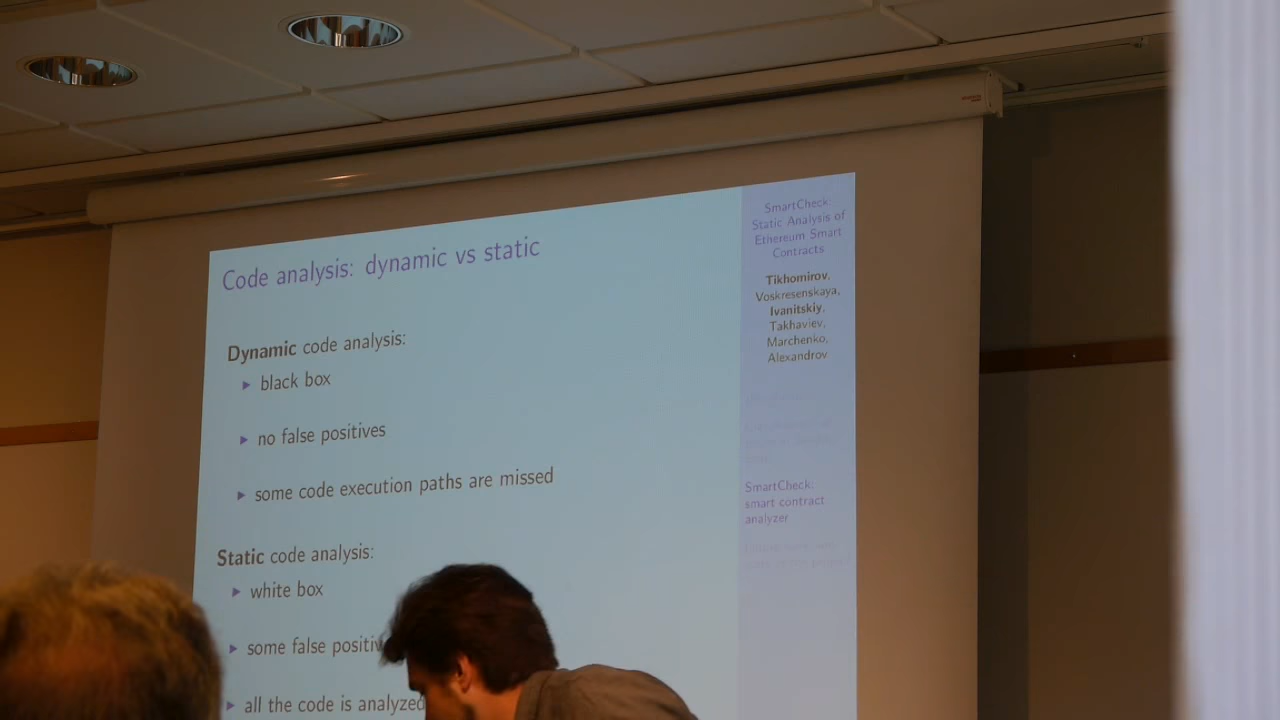 Code analysis: dynamic vs static
Dynamic code analysis:
black box
no false positives
some code execution paths are missed
Static code analysis:
white box
some false
all the code is analyzed
SmartCheck:
Static Analysis of
Ethereum Smart
Contracts
Tikhomirov,
Voskresenskaya,
Ivanitskiy,
Takhaviev,
Marchenko,
Alexandrov
SmartCheck:
smart contract
analyzer